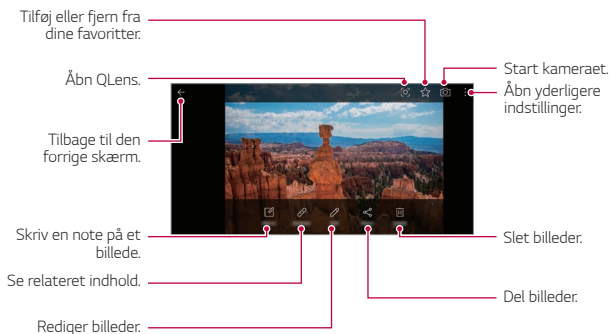 Tilføj eller fjern fra
dine favoritter.
Åbn QLens.
Tilbage til den
forrige skærm.
Start kameraet.
Åbn yderligere
indstillinger.
Skriv en note på et
billede.
Se relateret indhold.
Rediger billeder.
Slet billeder.
Del billeder.